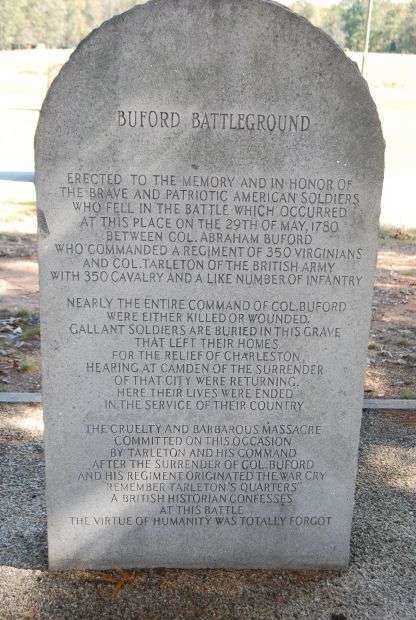 BUFORD BATTLEGROUND
ERECTED TO THE MEMORY AND IN HONOR OF
THE BRAVE AND PATRIOTIC AMERICAN SOLDIERS
WHO FELL IN THE BATTLE WHICH OCCURRED
AT THIS PLACE ON THE 29TH OF MAY, 1780
BETWEEN COL. ABRAHAM BUFORD
WHO COMMANDED A REGIMENT OF 350 VIRGINIANS
AND COL. TARLETON OF THE BRITISH ARMY
WITH 350 CAVALRY AND A LIKE NUMBER OF INFANTRY
NEARLY THE ENTIRE COMMAND OF COL. BUFORD
WERE EITHER KILLED OR WOUNDED.
GALLANT SOLDIERS ARE BURIED IN THIS GRAVE
THAT LEFT THEIR HOMES
FOR THE RELIEF OF CHARLESTON,
HEARING AT CAMDEN OF THE SURRENDER
OF THAT CITY WERE RETURNING.
HERE THEIR LIVES WERE ENDED
IN THE SERVICE OF THEIR COUNTRY
THE CRUELTY AND BARBAROUS MASSACRE
COMMITTED ON THIS OCCASION
BY TARLETON AND HIS COMMAND
AFTER THE SURRENDER OF COL. BUFORD
AND HIS REGIMENT ORIGINATED THE WAR CRY
"REMEMBER TARLETON'S QUARTERS"
A BRITISH HISTORIAN CONFESSES
AT THIS BATTLE
THE VIRTUE OF HUMANITY WAS TOTALLY FORGOT